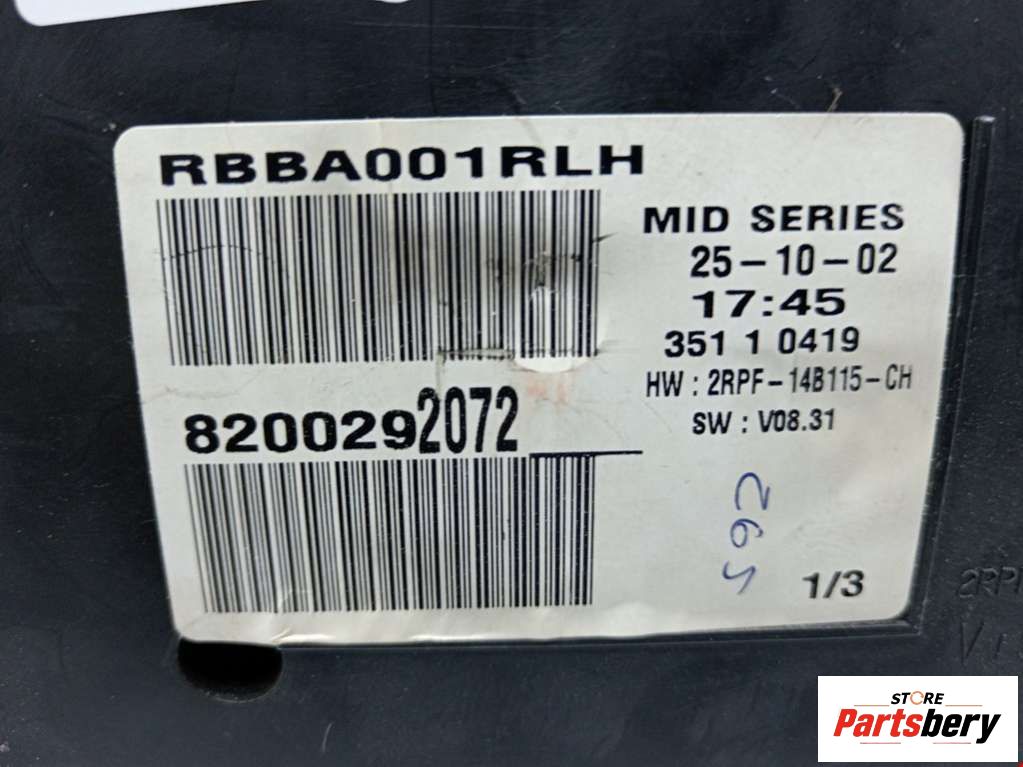 RBBA001RLH
MID SERIES
25-10-02
17:45
351 1 0419
HW : 2RPF-14B115-CH
SW : V08.31
8200292072
1/3
STORE
Partsbery